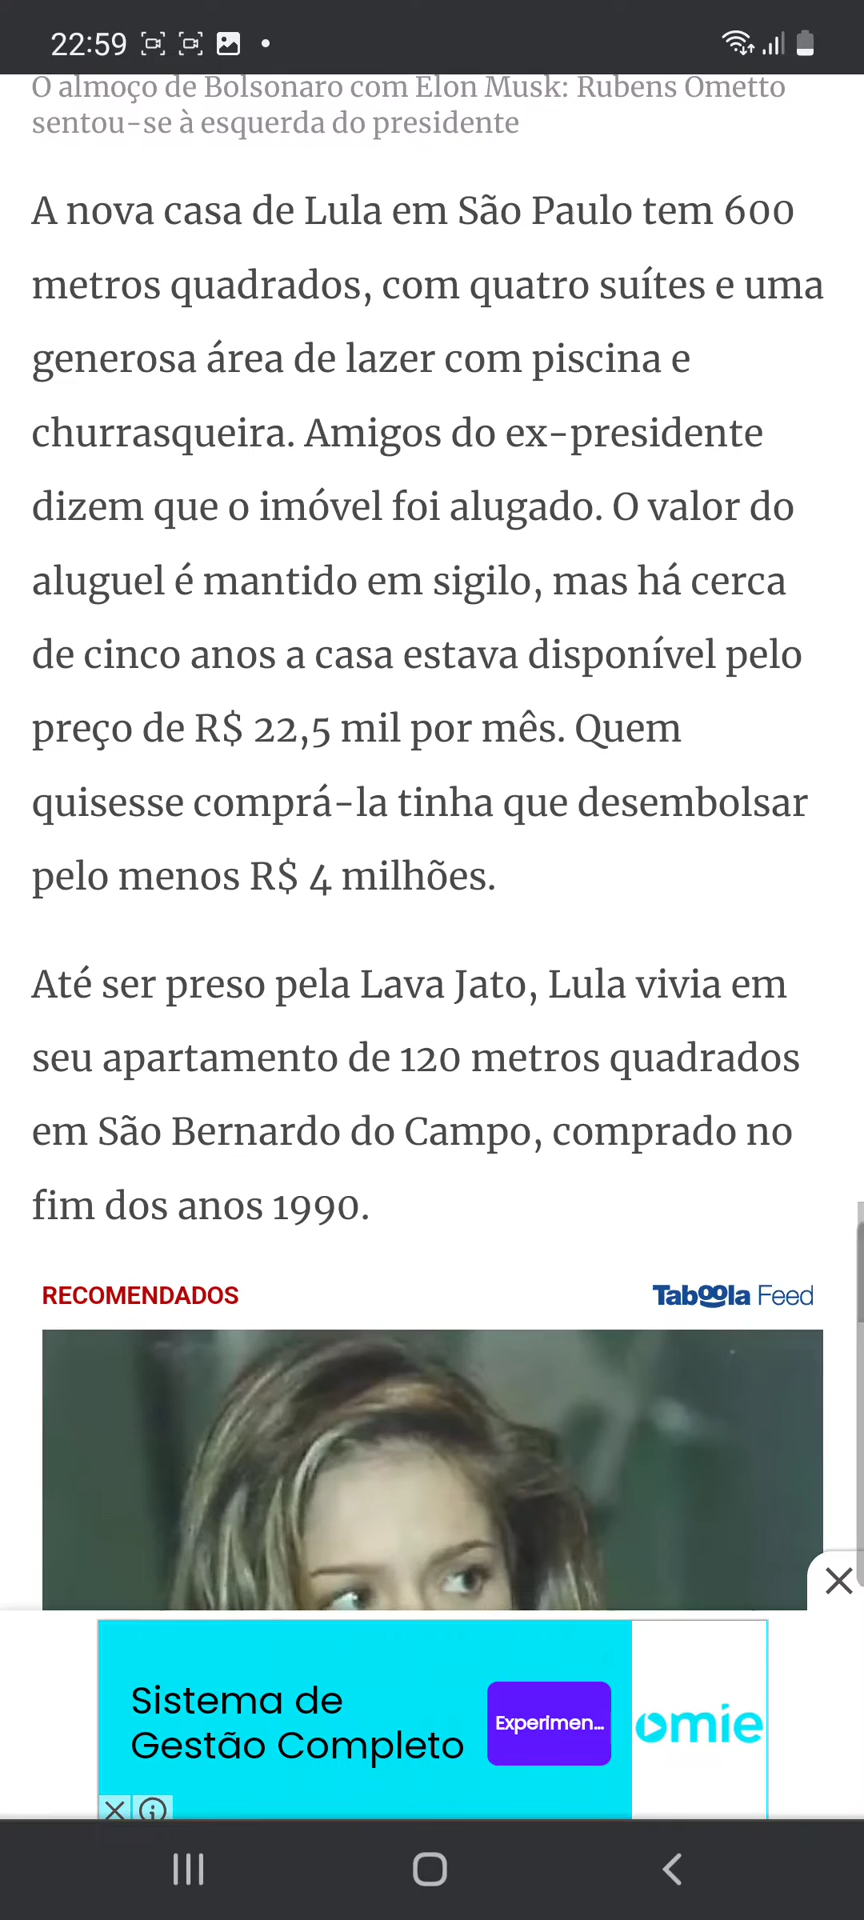 22:59
O almoço de Bolsonaro com Elon Musk: Rubens Ometto
sentou-se à esquerda do presidente
A nova casa de Lula em São Paulo tem 600
metros quadrados, com quatro suítes e uma
generosa área de lazer com piscina e
churrasqueira. Amigos do ex-presidente
dizem que o imóvel foi alugado. O valor do
aluguel é mantido em sigilo, mas há cerca
de cinco anos a casa estava disponível pelo
preço de R$ 22,5 mil por mês. Quem
quisesse comprá-la tinha que desembolsar
pelo menos R$ 4 milhões.
Até ser preso pela Lava Jato, Lula vivia em
seu apartamento de 120 metros quadrados
em São Bernardo do Campo, comprado no
fim dos anos 1990.
RECOMENDADOS
Taboola Feed
Sistema de
Gestão Completo
Experimen...
omie